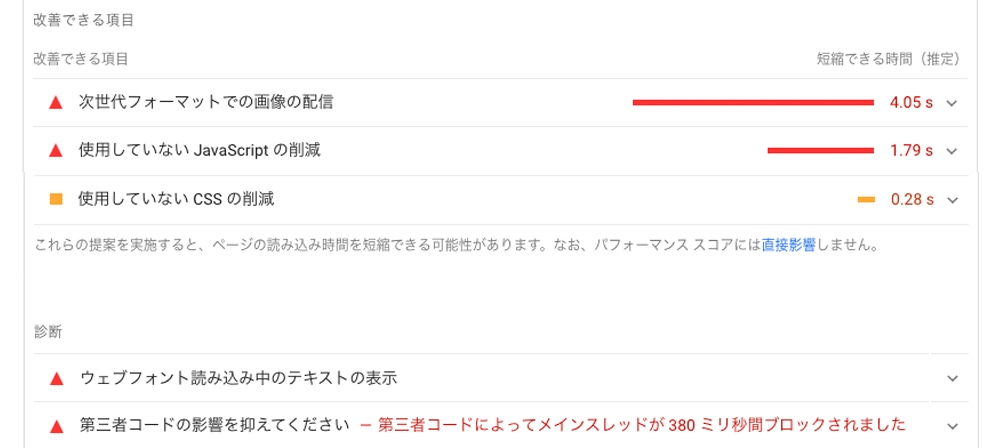 改善できる項目
改善できる項目 短縮できる時間（推定）
次世代フォーマットでの画像の配信 4.05 s
使用していない JavaScript の削減 1.79 s
使用していない CSS の削減 0.28 s
これらの提案を実施すると、ページの読み込み時間を短縮できる可能性があります。なお、パフォーマンス スコアには直接影響しません。
診断
ウェブフォント読み込み中のテキストの表示
第三者コードの影響を抑えてください － 第三者コードによってメインスレッドが 380 ミリ秒間ブロックされました